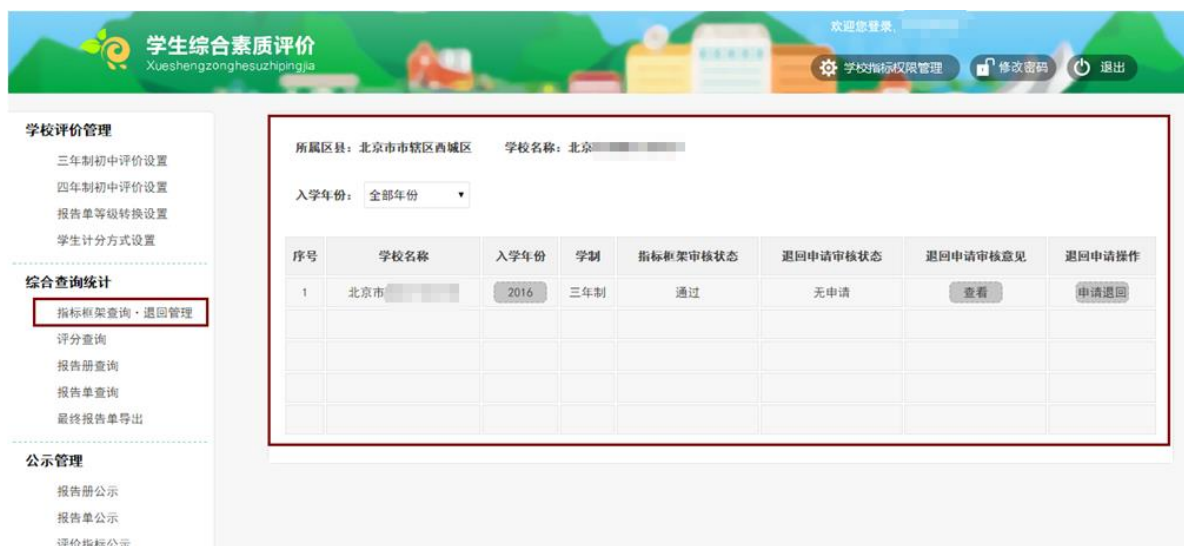 欢迎您登录,
学生综合素质评价
Xueshengzonghesuzhipingjia
学校指标权限管理 修改密码 退出
学校评价管理
三年制初中评价设置
四年制初中评价设置
报告单等级转换设置
学生计分方式设置
综合查询统计
指标框架查询·退回管理
评分查询
报告册查询
报告单查询
最终报告单导出
公示管理
报告册公示
报告单公示
评价指标公示
所属区县:北京市市辖区西城区 学校名称:北京
入学年份: 全部年份
序号 学校名称 入学年份 学制 指标框架审核状态 退回申请审核状态 退回申请审核意见 退回申请操作
1 北京市 2016 三年制 通过 无申请 查看 申请退回